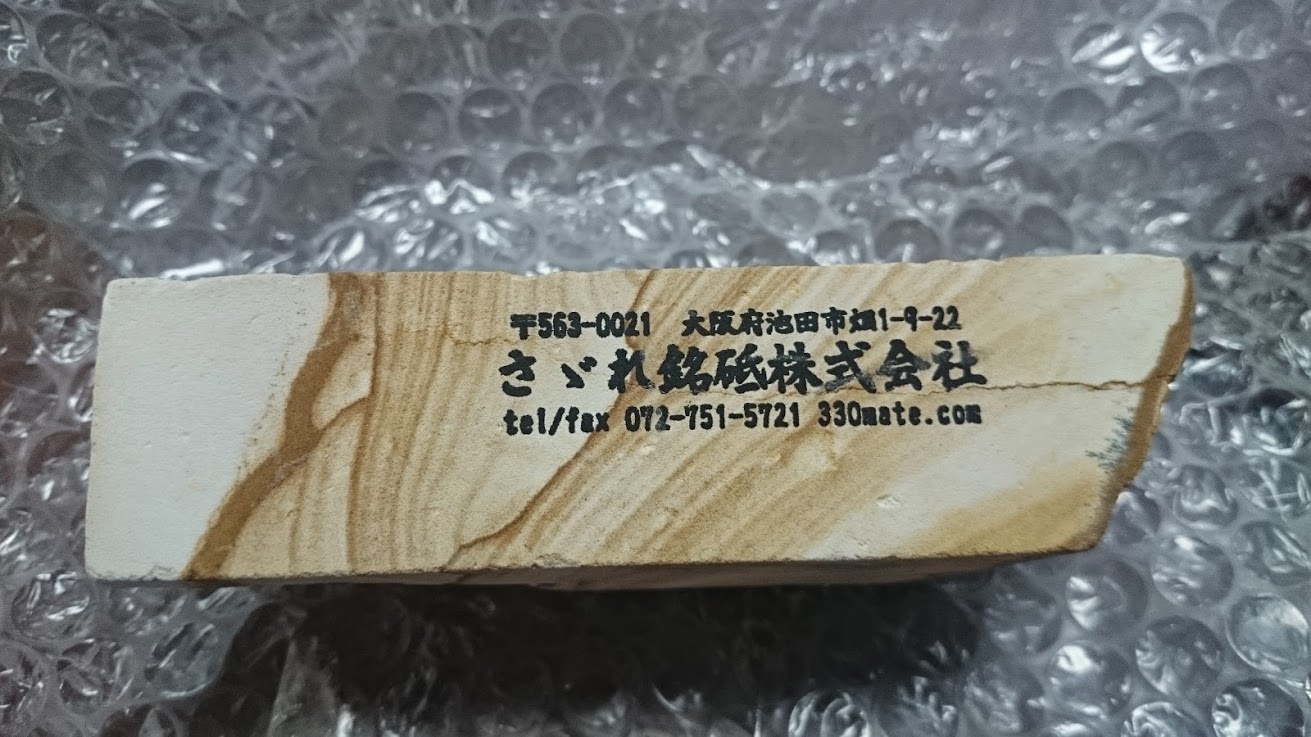 〒563-0021 大阪府池田市畑1-9-22
さゞれ銘砥株式会社
tel/fax 072-751-5721 330mate.com